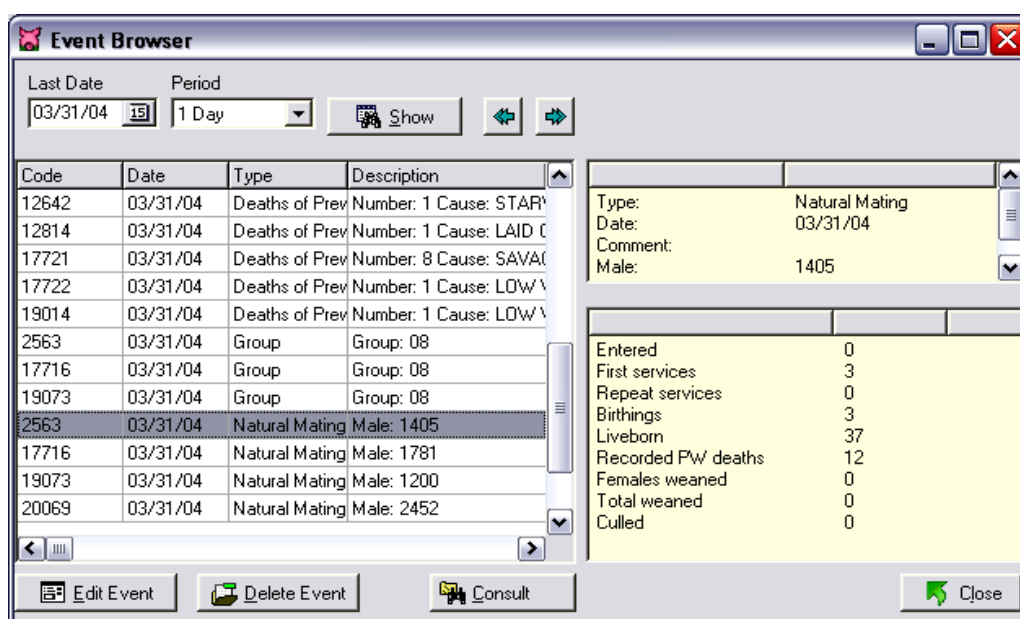 Event Browser
Last Date Period
03/31/04 15 1 Day Show
Code Date Type Description
12642 03/31/04 Deaths of Prev Number: 1 Cause: STARV
12814 03/31/04 Deaths of Prev Number: 1 Cause: LAID O
17721 03/31/04 Deaths of Prev Number: 8 Cause: SAVAG
17722 03/31/04 Deaths of Prev Number: 1 Cause: LOW V
19014 03/31/04 Deaths of Prev Number: 1 Cause: LOW V
2563 03/31/04 Group Group: 08
17716 03/31/04 Group Group: 08
19073 03/31/04 Group Group: 08
2563 03/31/04 Natural Mating Male: 1405
17716 03/31/04 Natural Mating Male: 1781
19073 03/31/04 Natural Mating Male: 1200
20069 03/31/04 Natural Mating Male: 2452
Type: Natural Mating
Date: 03/31/04
Comment:
Male: 1405
Entered 0
First services 3
Repeat services 0
Birthings 3
Liveborn 37
Recorded PW deaths 12
Females weaned 0
Total weaned 0
Culled 0
Edit Event Delete Event Consult Close